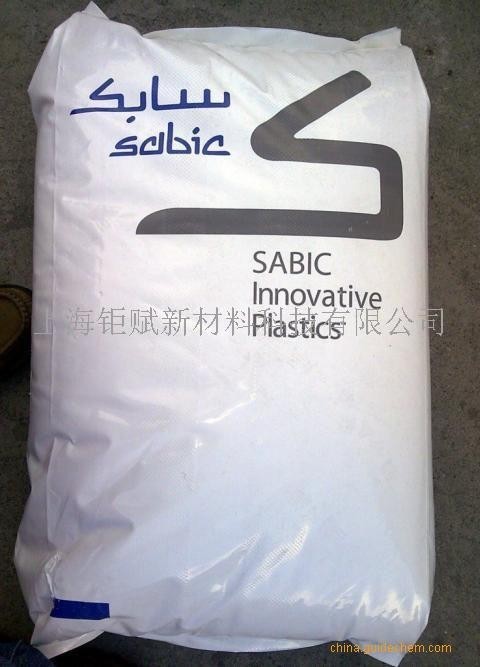 سابک
sabic
SABIC
Innovative
Plastics
上海钜赋新材料科技有限公司
china.guidechem.com